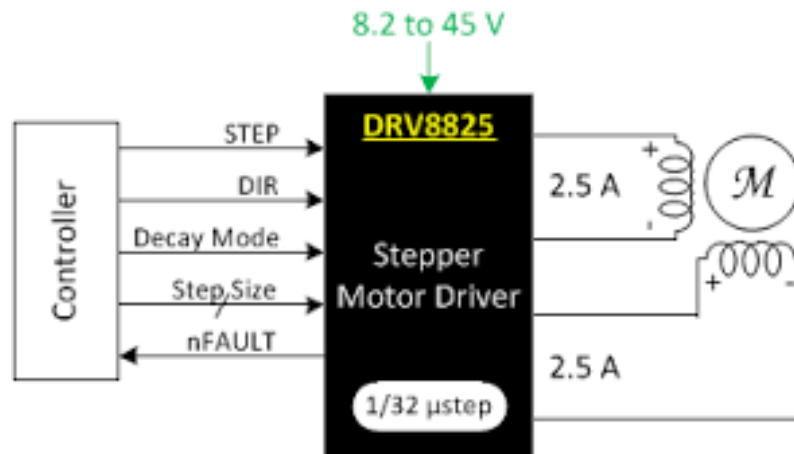 8.2 to 45 V
DRV8825
Stepper
Motor Driver
1/32 µstep
Controller
STEP
DIR
Decay Mode
Step Size
nFAULT
+
2.5 A
-
M
+
-
2.5 A